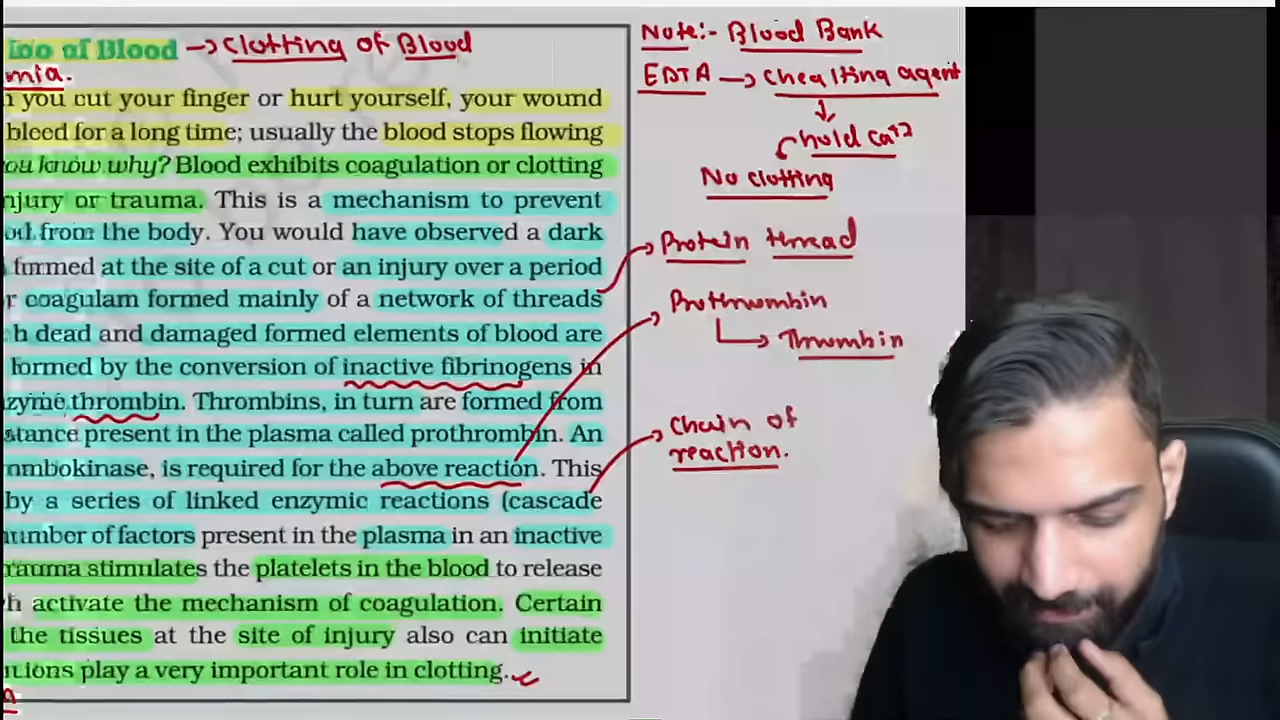 of Blood → Clotting of Blood
mia.
you cut your finger or hurt yourself, your wound
bleed for a long time; usually the blood stops flowing
ou know why? Blood exhibits coagulation or clotting
njury or trauma. This is a mechanism to prevent
od from the body. You would have observed a dark
formed at the site of a cut or an injury over a period
r coagulam formed mainly of a network of threads
h dead and damaged formed elements of blood are
formed by the conversion of inactive fibrinogens in
zyme thrombin. Thrombins, in turn are formed from
stance present in the plasma called prothrombin. An
mbokinase, is required for the above reaction. This
by a series of linked enzymic reactions (cascade
number of factors present in the plasma in an inactive
rauma stimulates the platelets in the blood to release
h activate the mechanism of coagulation. Certain
the tissues at the site of injury also can initiate
play a very important role in clotting.
Note:- Blood Bank
EDTA → Chealting agent
↓
hold Ca+2
No clotting
→ Protein thread
→ Prothrombin
→ Thrombin
→ Chain of
reaction.